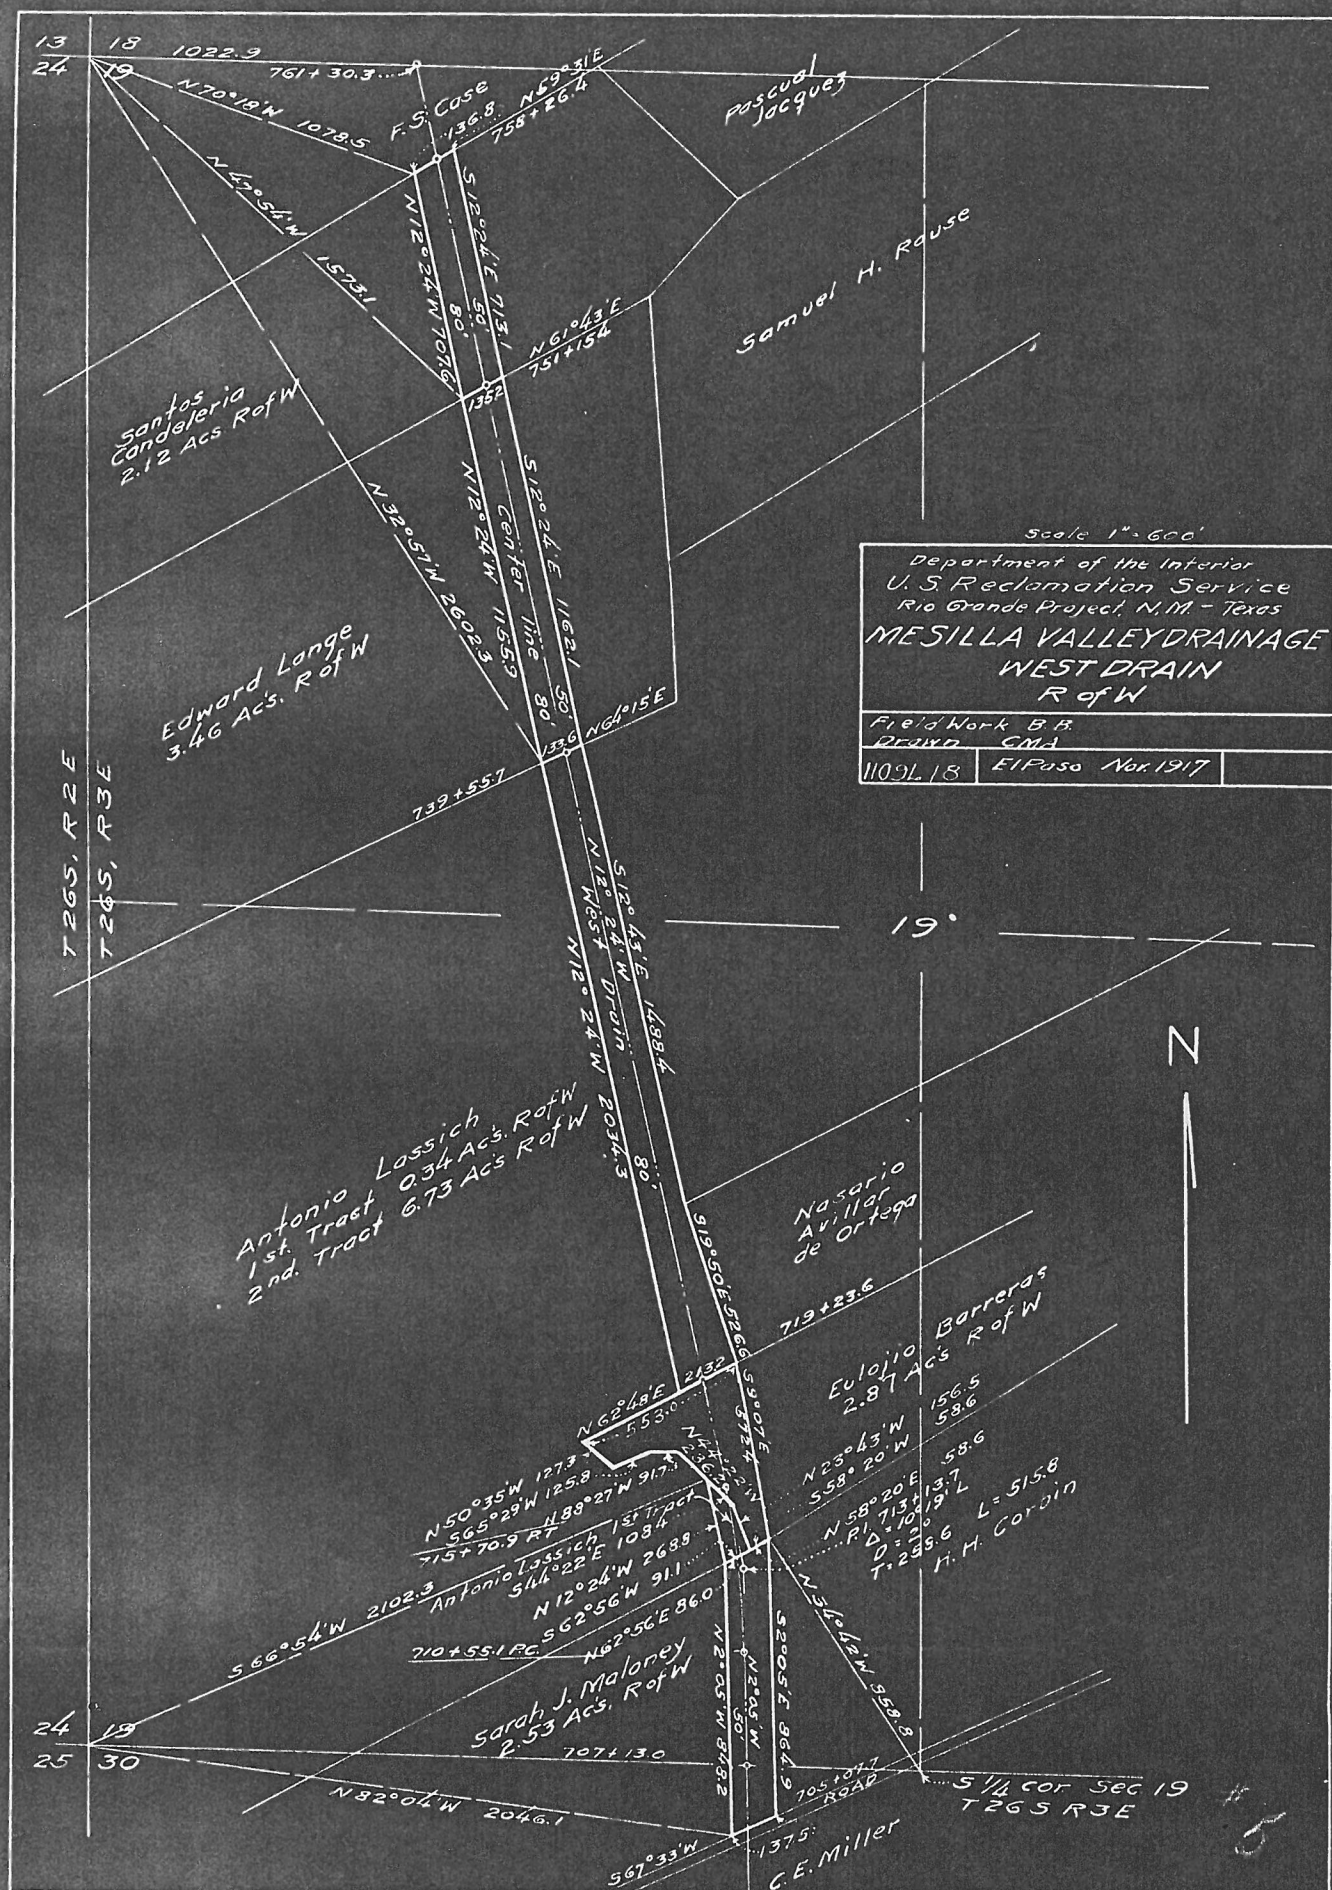 13 18
24 19
1022.9
761+30.3
N70°18'W 1078.5
F. S. Case
136.8
N59°31'E
758+26.4
Pascual
Jacquez
N47°54'W 1573.1
N12°24'W 707.6
80'
50'
S12°24'E 713.1
N61°43'E
751+15.4
135.2
Samuel H. Rouse
Santos
Candeleria
2.12 Acs R of W
N32°57'W 2602.3
N12°24'W 1155.9
Center line
S12°24'E 1162.1
80'
50'
Scale 1"=600'
Department of the Interior
U. S. Reclamation Service
Rio Grande Project, N.M. - Texas
MESILLA VALLEY DRAINAGE
WEST DRAIN
R of W
Field Work B.B.
Drawn CMA
1109L18
El Paso Nov. 1917
Edward Lange
3.46 Acs. R of W
133.6
N64°15'E
739+55.7
T26S, R2E
T26S, R3E
N12°24'W
West Drain
S12°43'E 1488.4
N12°24'W 2034.3
80'
19
N
Antonio Lassich
1st. Tract 0.34 Acs. R of W
2nd. Tract 6.73 Acs R of W
Nasario
Avillar
de Ortega
S19°50'E 526.6
719+23.6
213.2
N62°48'E
553.0
Eulojio Barreras
2.87 Acs R of W
S9°07'E 372.4
N23°43'W 156.5
S58°20'W 58.6
N58°20'E 58.6
P.I. 713+13.7
Δ=10°19'L
D=2°
T=258.6 L=515.8
H. H. Corbin
N50°35'W 127.3
S65°29'W 125.8
N88°27'W 91.7
715+70.9 P.T.
Antonio Lassich 1st Tract
S44°22'E 108.4
N12°24'W 268.8
S62°56'W 91.1
N62°56'E 86.0
710+55.1 P.C.
S66°54'W 2102.3
Sarah J. Maloney
2.53 Acs. R of W
N2°05'W 848.2
N2°05'W
50'
S2°05'E 864.9
N34°42'W 958.8
24 19
25 30
707+13.0
N82°04'W 2046.1
ROAD
S 1/4 cor. Sec 19
T26S R3E
S67°33'W
137.5
C. E. Miller